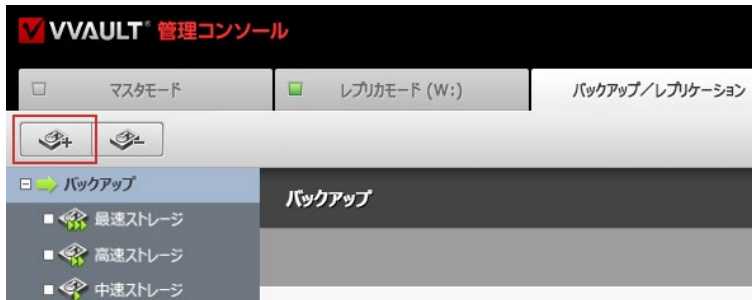 VVAULT® 管理コンソール
マスタモード レプリカモード (W:) バックアップ／レプリケーション
バックアップ
バックアップ
最速ストレージ
高速ストレージ
中速ストレージ